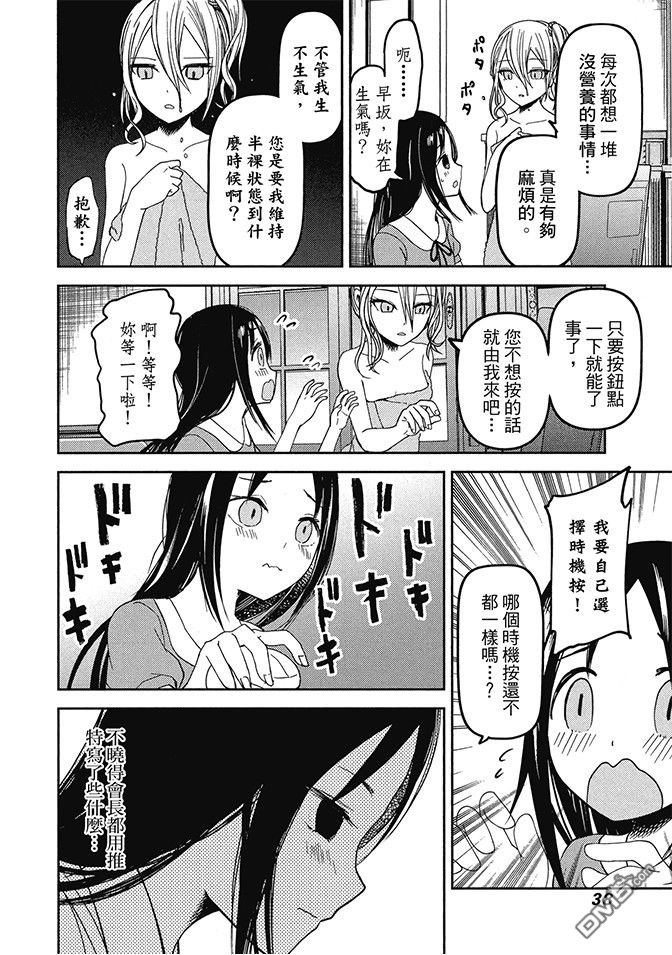 每次都想一堆
沒營養的事情…
真是有夠
麻煩的。
ポタ
ポタ
呃……
早坂，妳在
生氣嗎？
不管我生
不生氣，
您是要我維持
半裸狀態到什
麼時候啊？
抱歉…
只要按鈕點
一下就能了
事了，
您不想按的話
就由我來吧…
啊！等等！
妳等一下啦！
我要自己選
擇時機按！
哪個時機按還不
都一樣嗎…？
ドキ
ドキ
ドキ
不曉得會長都用推
特寫了些什麼…
36
DM5.COM